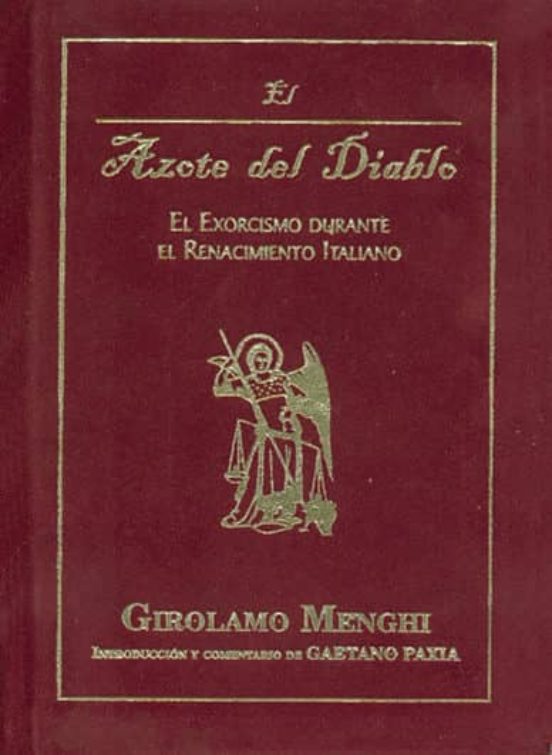 El
Azote del Diablo
EL EXORCISMO DURANTE
EL RENACIMIENTO ITALIANO
GIROLAMO MENGHI
INTRODUCCIÓN Y COMENTARIO DE GAETANO PAXIA